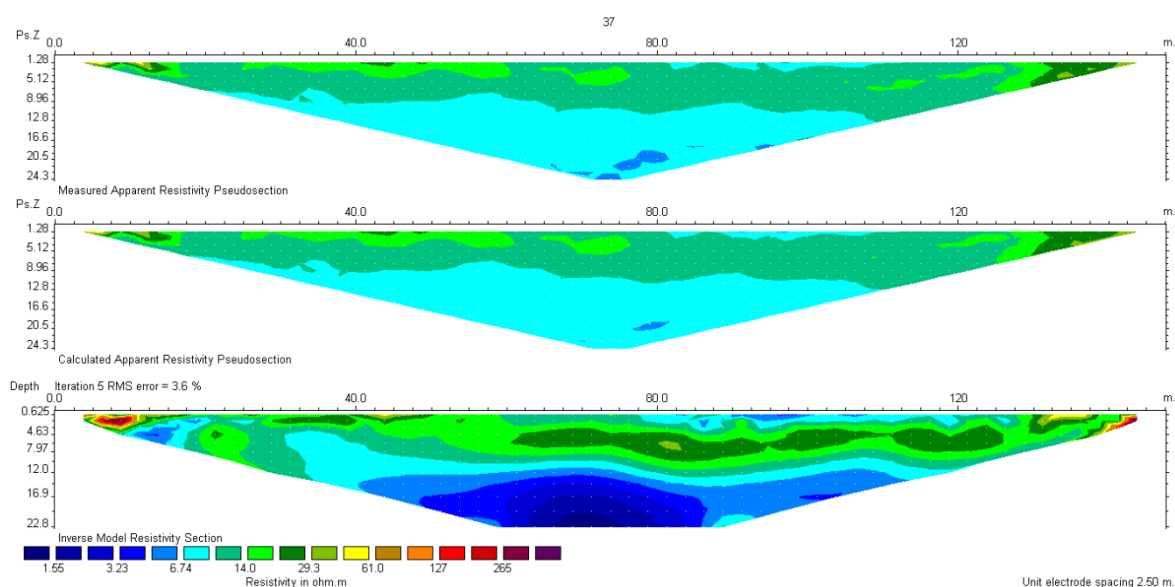 37
Ps.Z 0.0 40.0 80.0 120 m.
1.28
5.12
8.96
12.8
16.6
20.5
24.3
Measured Apparent Resistivity Pseudosection
Ps.Z 0.0 40.0 80.0 120 m.
1.28
5.12
8.96
12.8
16.6
20.5
24.3
Calculated Apparent Resistivity Pseudosection
Depth Iteration 5 RMS error = 3.6 %
0.0 40.0 80.0 120 m.
0.625
4.63
7.97
12.0
16.9
22.8
Inverse Model Resistivity Section
1.55 3.23 6.74 14.0 29.3 61.0 127 265
Resistivity in ohm.m
Unit electrode spacing 2.50 m.